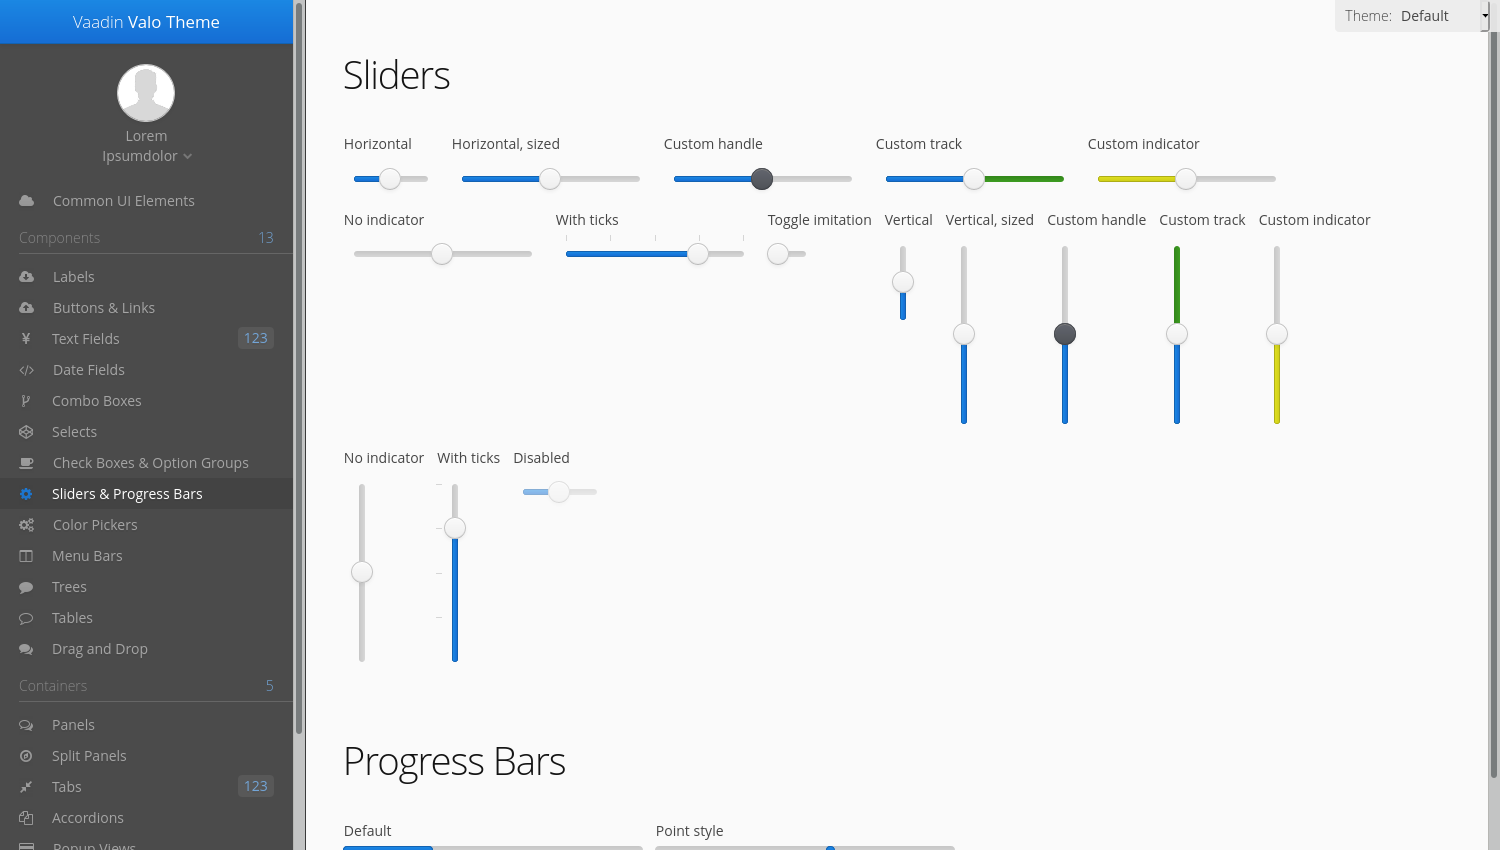 Vaadin Valo Theme
Lorem
Ipsumdolor
Common UI Elements
Components 13
Labels
Buttons & Links
Text Fields 123
Date Fields
Combo Boxes
Selects
Check Boxes & Option Groups
Sliders & Progress Bars
Color Pickers
Menu Bars
Trees
Tables
Drag and Drop
Containers 5
Panels
Split Panels
Tabs 123
Accordions
Popup Views
Theme: Default
Sliders
Horizontal Horizontal, sized Custom handle Custom track Custom indicator
No indicator With ticks Toggle imitation Vertical Vertical, sized Custom handle Custom track Custom indicator
No indicator With ticks Disabled
Progress Bars
Default Point style